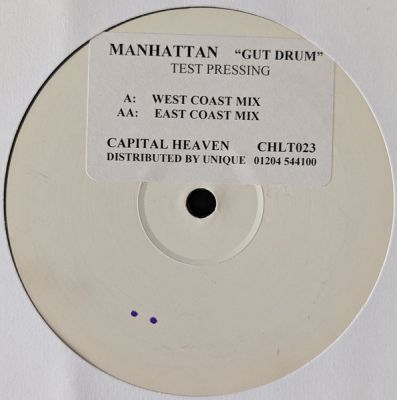 MANHATTAN "GUT DRUM"
TEST PRESSING
A: WEST COAST MIX
AA: EAST COAST MIX
CAPITAL HEAVEN CHLT023
DISTRIBUTED BY UNIQUE 01204 544100